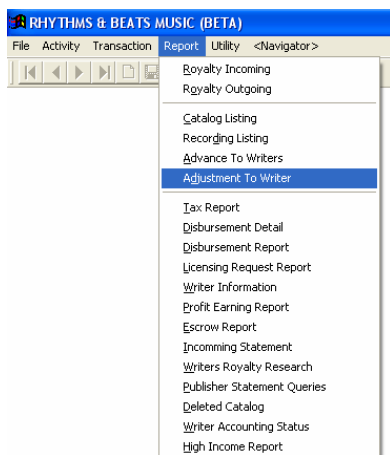 RHYTHMS & BEATS MUSIC (BETA)
File Activity Transaction Report Utility <Navigator>
Royalty Incoming
Royalty Outgoing
Catalog Listing
Recording Listing
Advance To Writers
Adjustment To Writer
Tax Report
Disbursement Detail
Disbursement Report
Licensing Request Report
Writer Information
Profit Earning Report
Escrow Report
Incomming Statement
Writers Royalty Research
Publisher Statement Queries
Deleted Catalog
Writer Accounting Status
High Income Report